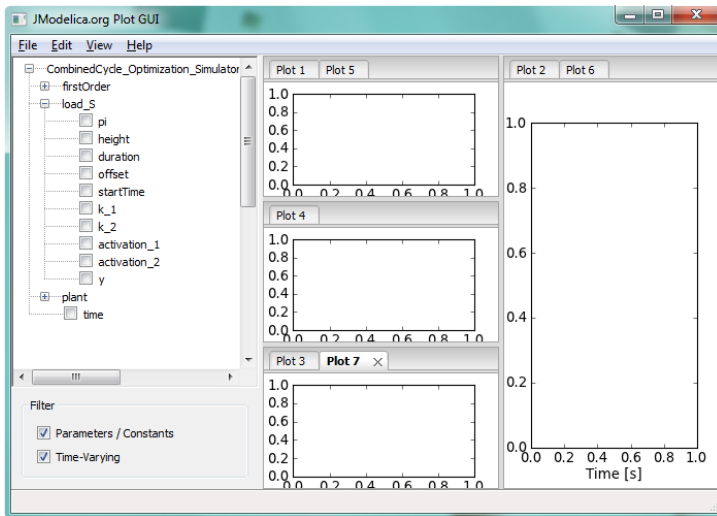 JModelica.org Plot GUI
File Edit View Help
CombinedCycle_Optimization_Simulator
firstOrder
load_S
pi
height
duration
offset
startTime
k_1
k_2
activation_1
activation_2
y
plant
time
Filter
Parameters / Constants
Time-Varying
Plot 1 Plot 5
1.0
0.8
0.6
0.4
0.2
0.0
0.0 0.2 0.4 0.6 0.8 1.0
Plot 4
1.0
0.8
0.6
0.4
0.2
0.0
0.0 0.2 0.4 0.6 0.8 1.0
Plot 3 Plot 7
1.0
0.8
0.6
0.4
0.2
0.0
0.0 0.2 0.4 0.6 0.8 1.0
Plot 2 Plot 6
1.0
0.8
0.6
0.4
0.2
0.0
0.0 0.2 0.4 0.6 0.8 1.0
Time [s]